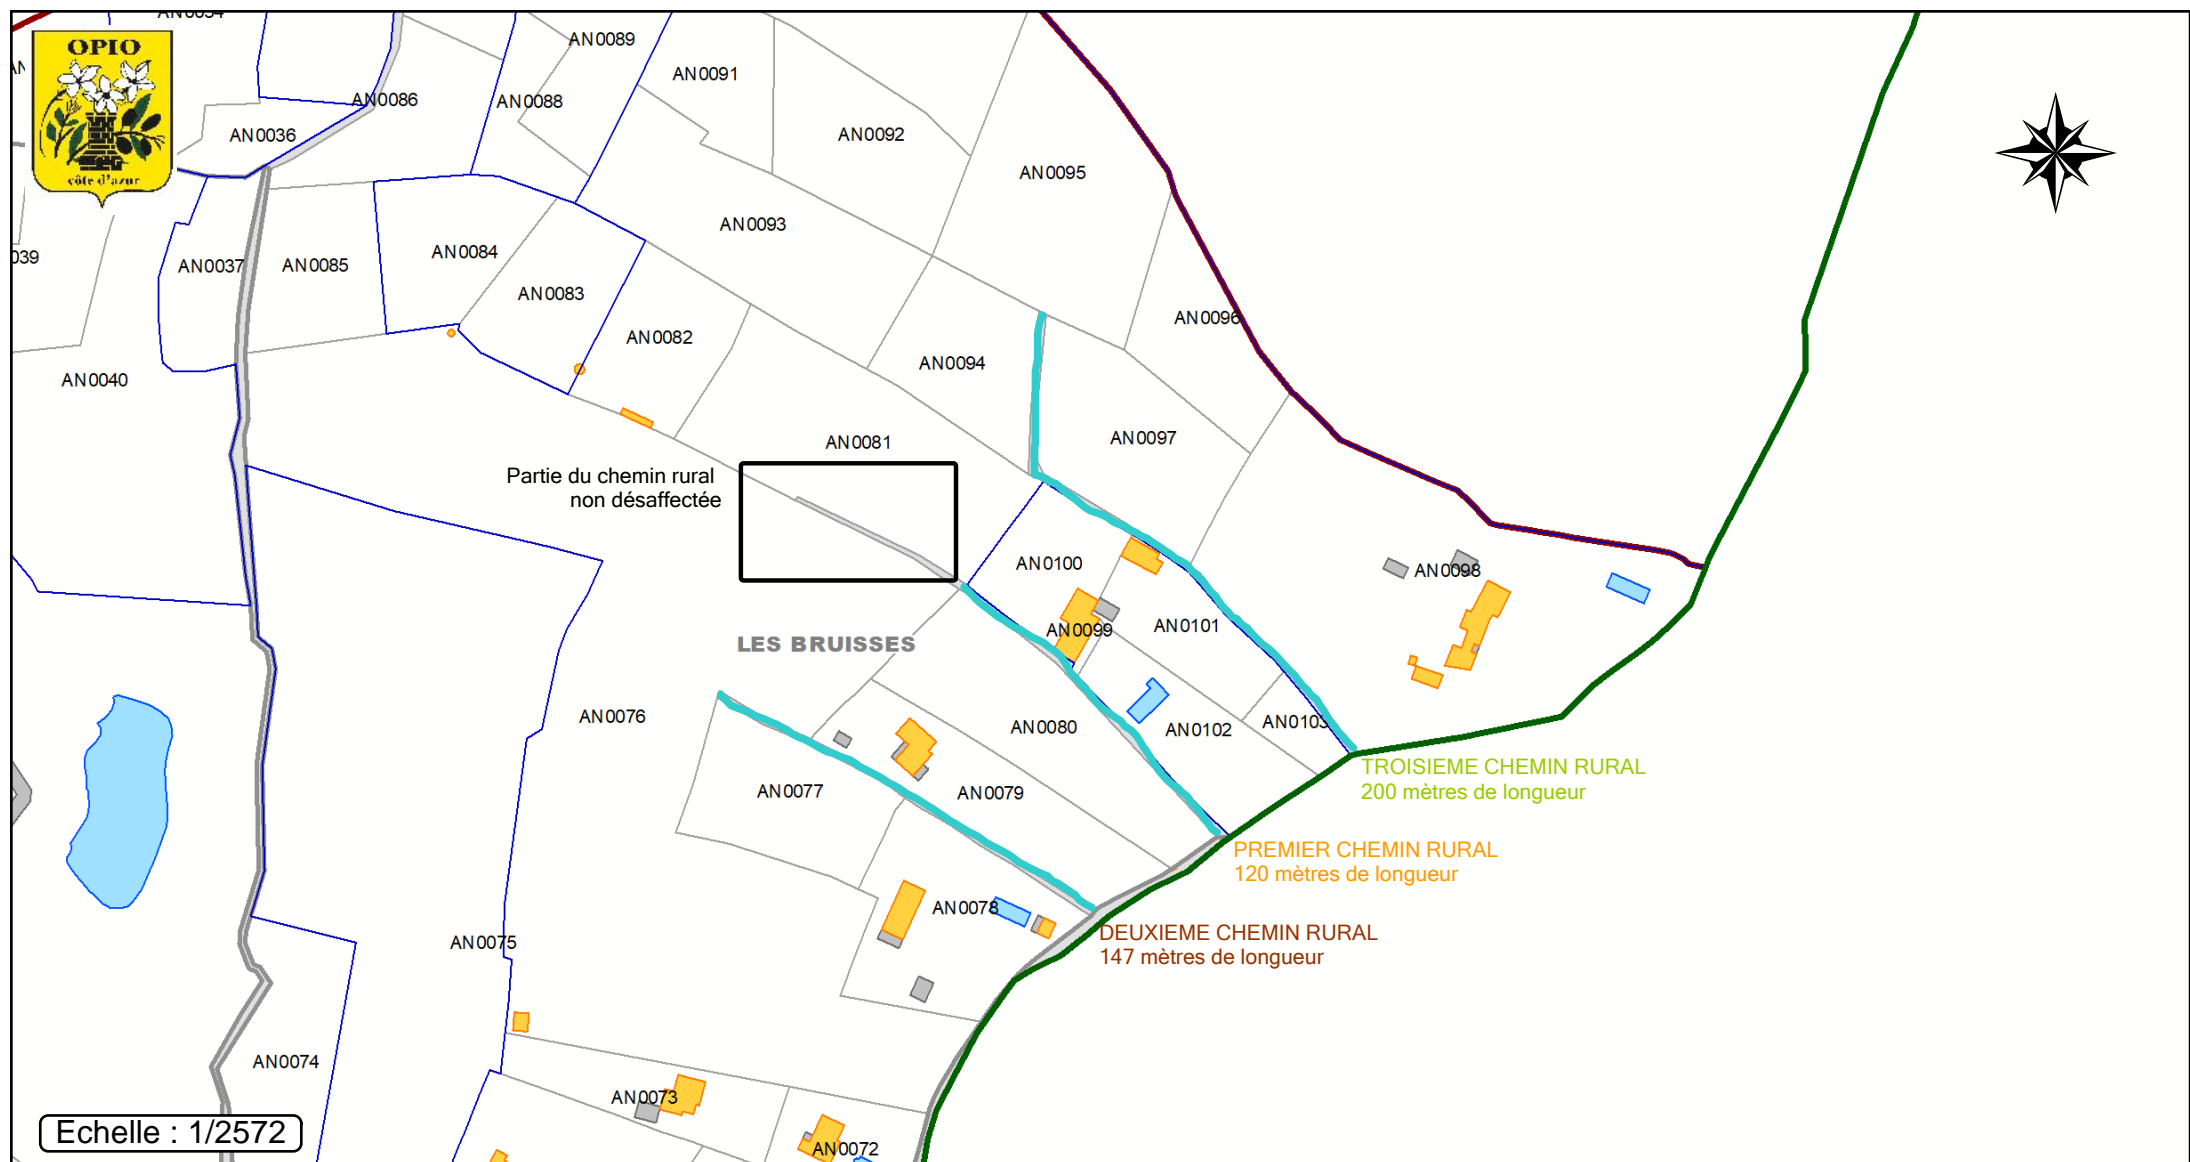 OPIO
côte d'azur
AN0089
AN0091
AN0086
AN0088
AN0036
AN0092
AN0095
AN0093
039
AN0037
AN0085
AN0084
AN0083
AN0096
AN0082
AN0094
AN0040
AN0081
AN0097
Partie du chemin rural
non désaffectée
AN0100
AN0098
AN0099
AN0101
LES BRUISSES
AN0076
AN0080
AN0102
AN0103
TROISIEME CHEMIN RURAL
200 mètres de longueur
AN0077
AN0079
PREMIER CHEMIN RURAL
120 mètres de longueur
AN0078
DEUXIEME CHEMIN RURAL
147 mètres de longueur
AN0075
AN0074
AN0073
AN0072
Echelle : 1/2572